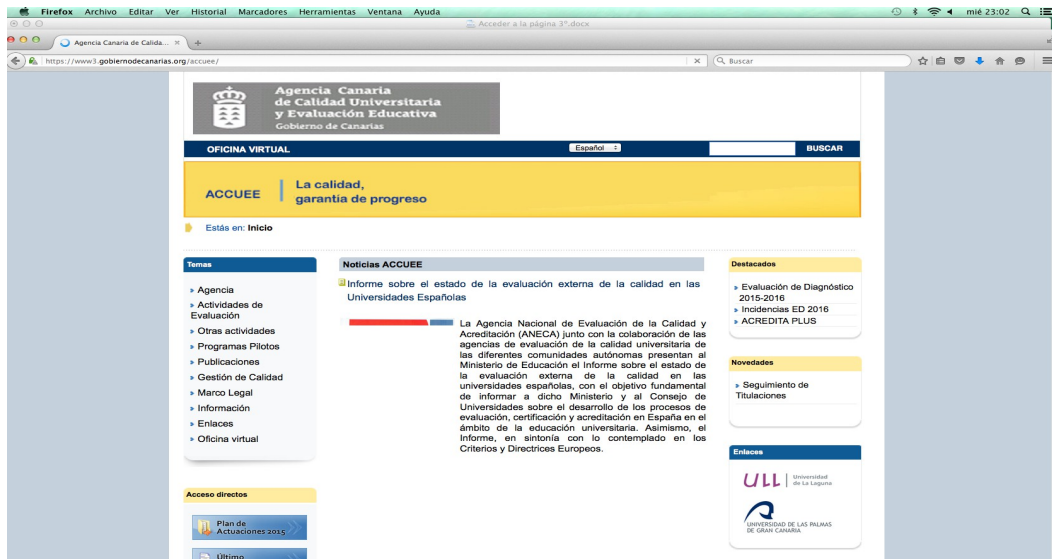 Firefox Archivo Editar Ver Historial Marcadores Herramientas Ventana Ayuda
mié 23:02
Acceder a la página 3º.docx
Agencia Canaria de Calida...
https://www3.gobiernodecanarias.org/accuee/
Buscar
Agencia Canaria
de Calidad Universitaria
y Evaluación Educativa
Gobierno de Canarias
OFICINA VIRTUAL
Español
BUSCAR
ACCUEE
La calidad,
garantía de progreso
Estás en: Inicio
Temas
» Agencia
» Actividades de
Evaluación
» Otras actividades
» Programas Pilotos
» Publicaciones
» Gestión de Calidad
» Marco Legal
» Información
» Enlaces
» Oficina virtual
Acceso directos
Plan de
Actuaciones 2015
Último
Noticias ACCUEE
Informe sobre el estado de la evaluación externa de la calidad en las
Universidades Españolas
La Agencia Nacional de Evaluación de la Calidad y
Acreditación (ANECA) junto con la colaboración de las
agencias de evaluación de la calidad universitaria de
las diferentes comunidades autónomas presentan al
Ministerio de Educación el Informe sobre el estado de
la evaluación externa de la calidad en las
universidades españolas, con el objetivo fundamental
de informar a dicho Ministerio y al Consejo de
Universidades sobre el desarrollo de los procesos de
evaluación, certificación y acreditación en España en el
ámbito de la educación universitaria. Asimismo, el
Informe, en sintonía con lo contemplado en los
Criterios y Directrices Europeos.
Destacados
» Evaluación de Diagnóstico
2015-2016
» Incidencias ED 2016
» ACREDITA PLUS
Novedades
» Seguimiento de
Titulaciones
Enlaces
ULL
Universidad
de La Laguna
UNIVERSIDAD DE LAS PALMAS
DE GRAN CANARIA